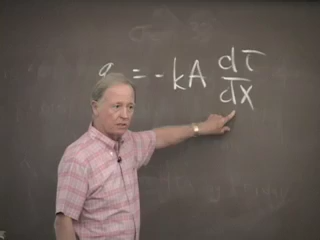 q = -kA dT/dx